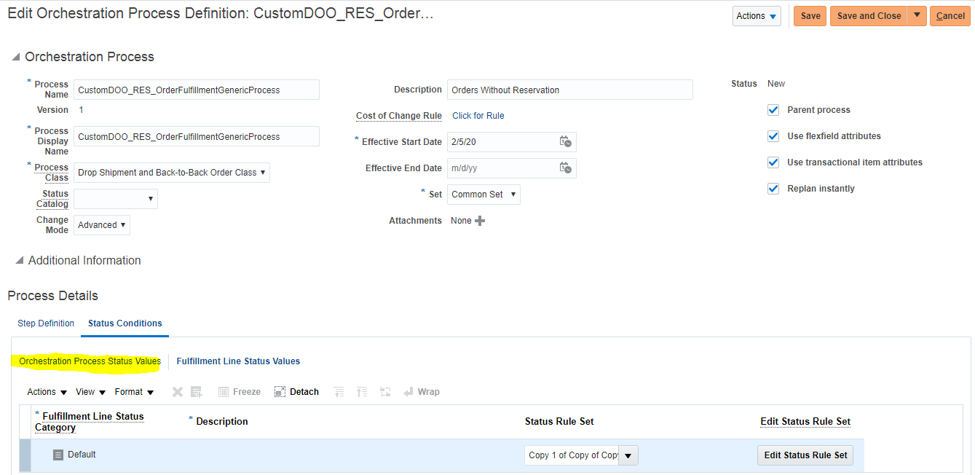 Edit Orchestration Process Definition: CustomDOO_RES_Order...
Actions Save Save and Close Cancel
Orchestration Process
* Process Name CustomDOO_RES_OrderFulfillmentGenericProcess
Version 1
* Process Display Name CustomDOO_RES_OrderFulfillmentGenericProcess
* Process Class Drop Shipment and Back-to-Back Order Class
Status Catalog
Change Mode Advanced
Description Orders Without Reservation
Cost of Change Rule Click for Rule
* Effective Start Date 2/5/20
Effective End Date m/d/yy
* Set Common Set
Attachments None
Status New
Parent process
Use flexfield attributes
Use transactional item attributes
Replan instantly
Additional Information
Process Details
Step Definition Status Conditions
Orchestration Process Status Values Fulfillment Line Status Values
Actions View Format Freeze Detach Wrap
* Fulfillment Line Status Category * Description Status Rule Set Edit Status Rule Set
Default Copy 1 of Copy of Cop Edit Status Rule Set